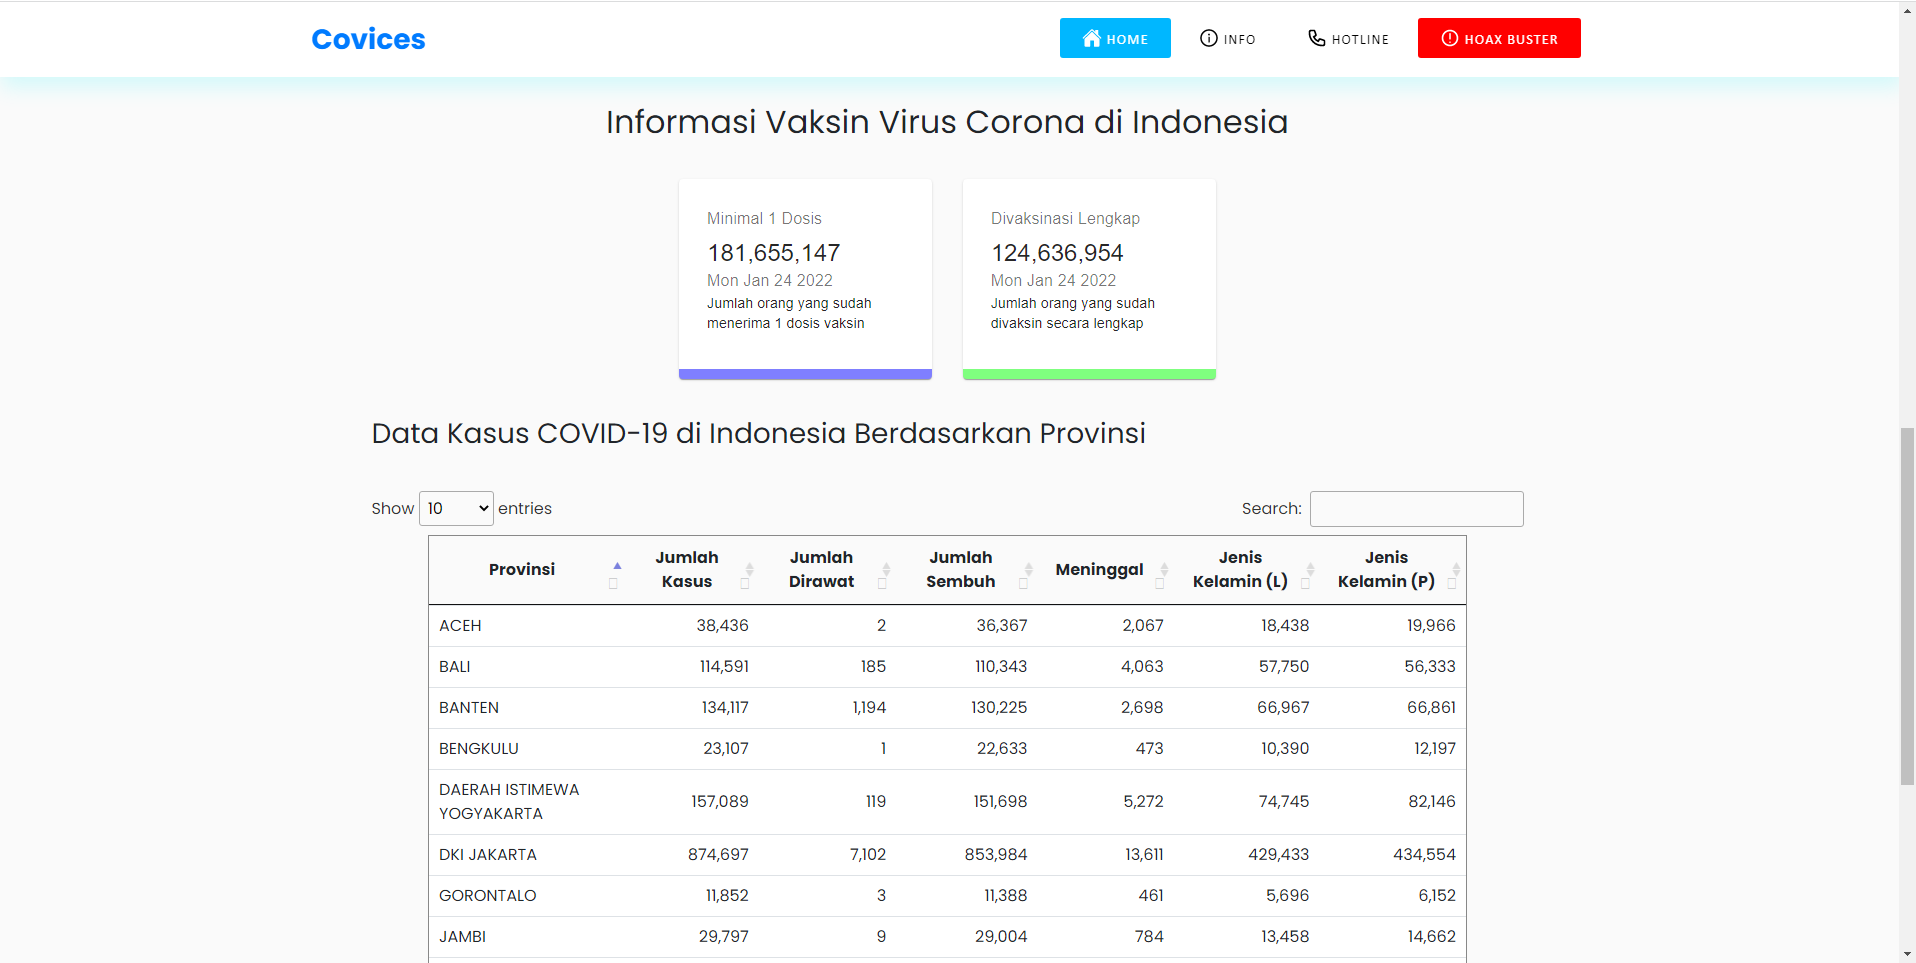 Covices
HOME
INFO
HOTLINE
HOAX BUSTER
Informasi Vaksin Virus Corona di Indonesia
Minimal 1 Dosis
181,655,147
Mon Jan 24 2022
Jumlah orang yang sudah
menerima 1 dosis vaksin
Divaksinasi Lengkap
124,636,954
Mon Jan 24 2022
Jumlah orang yang sudah
divaksin secara lengkap
Data Kasus COVID-19 di Indonesia Berdasarkan Provinsi
Show 10 entries
Search:
Provinsi
Jumlah
Kasus
Jumlah
Dirawat
Jumlah
Sembuh
Meninggal
Jenis
Kelamin (L)
Jenis
Kelamin (P)
ACEH 38,436 2 36,367 2,067 18,438 19,966
BALI 114,591 185 110,343 4,063 57,750 56,333
BANTEN 134,117 1,194 130,225 2,698 66,967 66,861
BENGKULU 23,107 1 22,633 473 10,390 12,197
DAERAH ISTIMEWA
YOGYAKARTA 157,089 119 151,698 5,272 74,745 82,146
DKI JAKARTA 874,697 7,102 853,984 13,611 429,433 434,554
GORONTALO 11,852 3 11,388 461 5,696 6,152
JAMBI 29,797 9 29,004 784 13,458 14,662